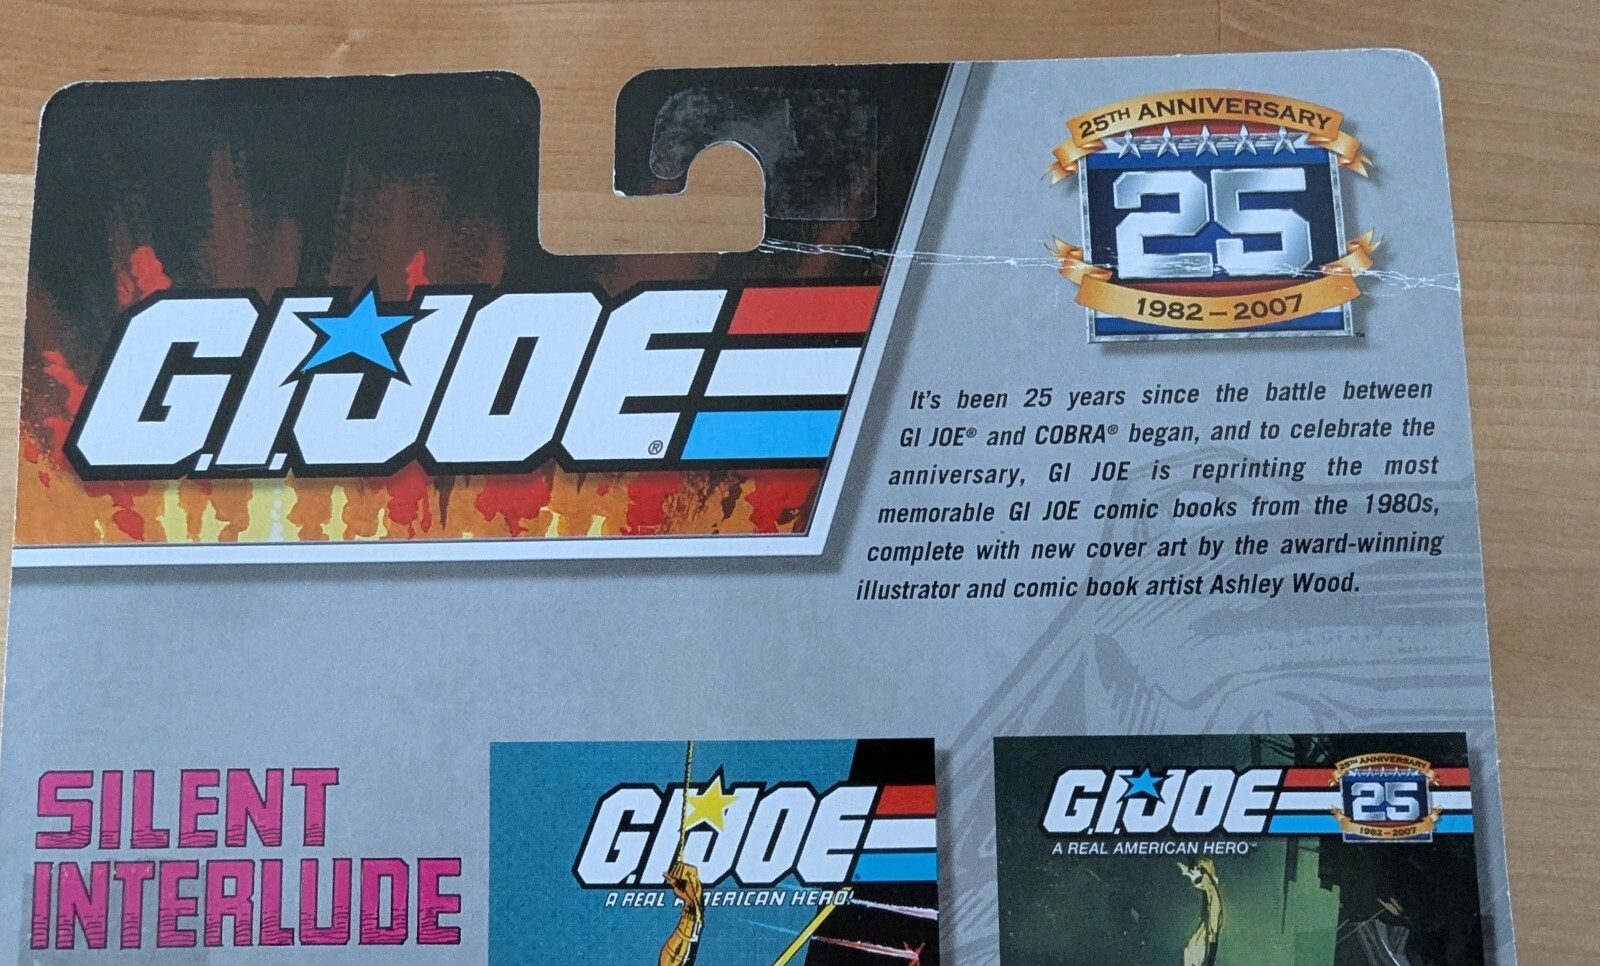 25TH ANNIVERSARY
25
1982 – 2007
G.I. JOE®
It's been 25 years since the battle between
GI JOE® and COBRA® began, and to celebrate the
anniversary, GI JOE is reprinting the most
memorable GI JOE comic books from the 1980s,
complete with new cover art by the award-winning
illustrator and comic book artist Ashley Wood.
SILENT
INTERLUDE
G.I. JOE
A REAL AMERICAN HERO
G.I. JOE
25TH ANNIVERSARY
25
1982 – 2007
A REAL AMERICAN HERO